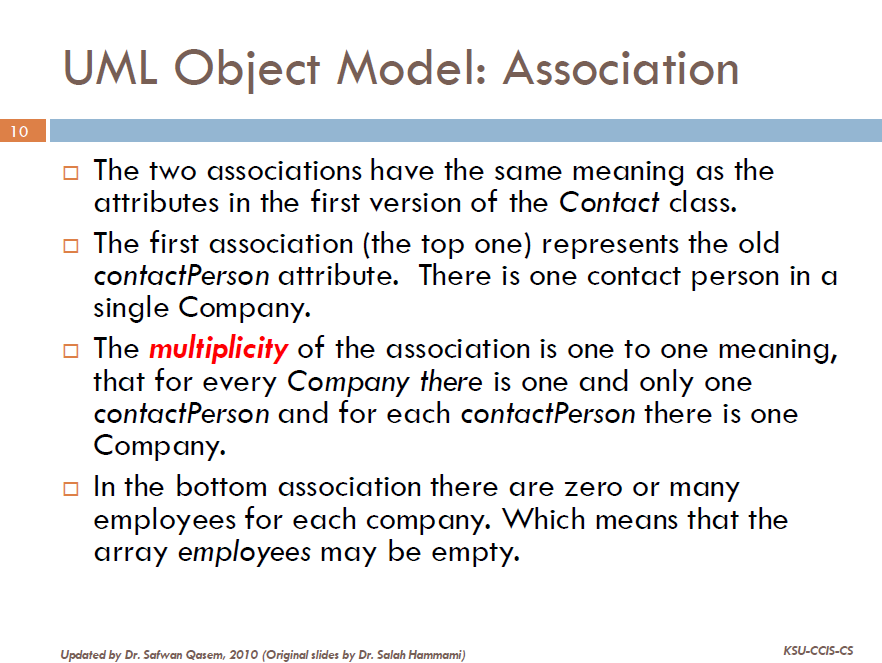 UML Object Model: Association
10
The two associations have the same meaning as the
attributes in the first version of the Contact class.
The first association (the top one) represents the old
contactPerson attribute. There is one contact person in a
single Company.
The multiplicity of the association is one to one meaning,
that for every Company there is one and only one
contactPerson and for each contactPerson there is one
Company.
In the bottom association there are zero or many
employees for each company. Which means that the
array employees may be empty.
Updated by Dr. Safwan Qasem, 2010 (Original slides by Dr. Salah Hammami)
KSU-CCIS-CS